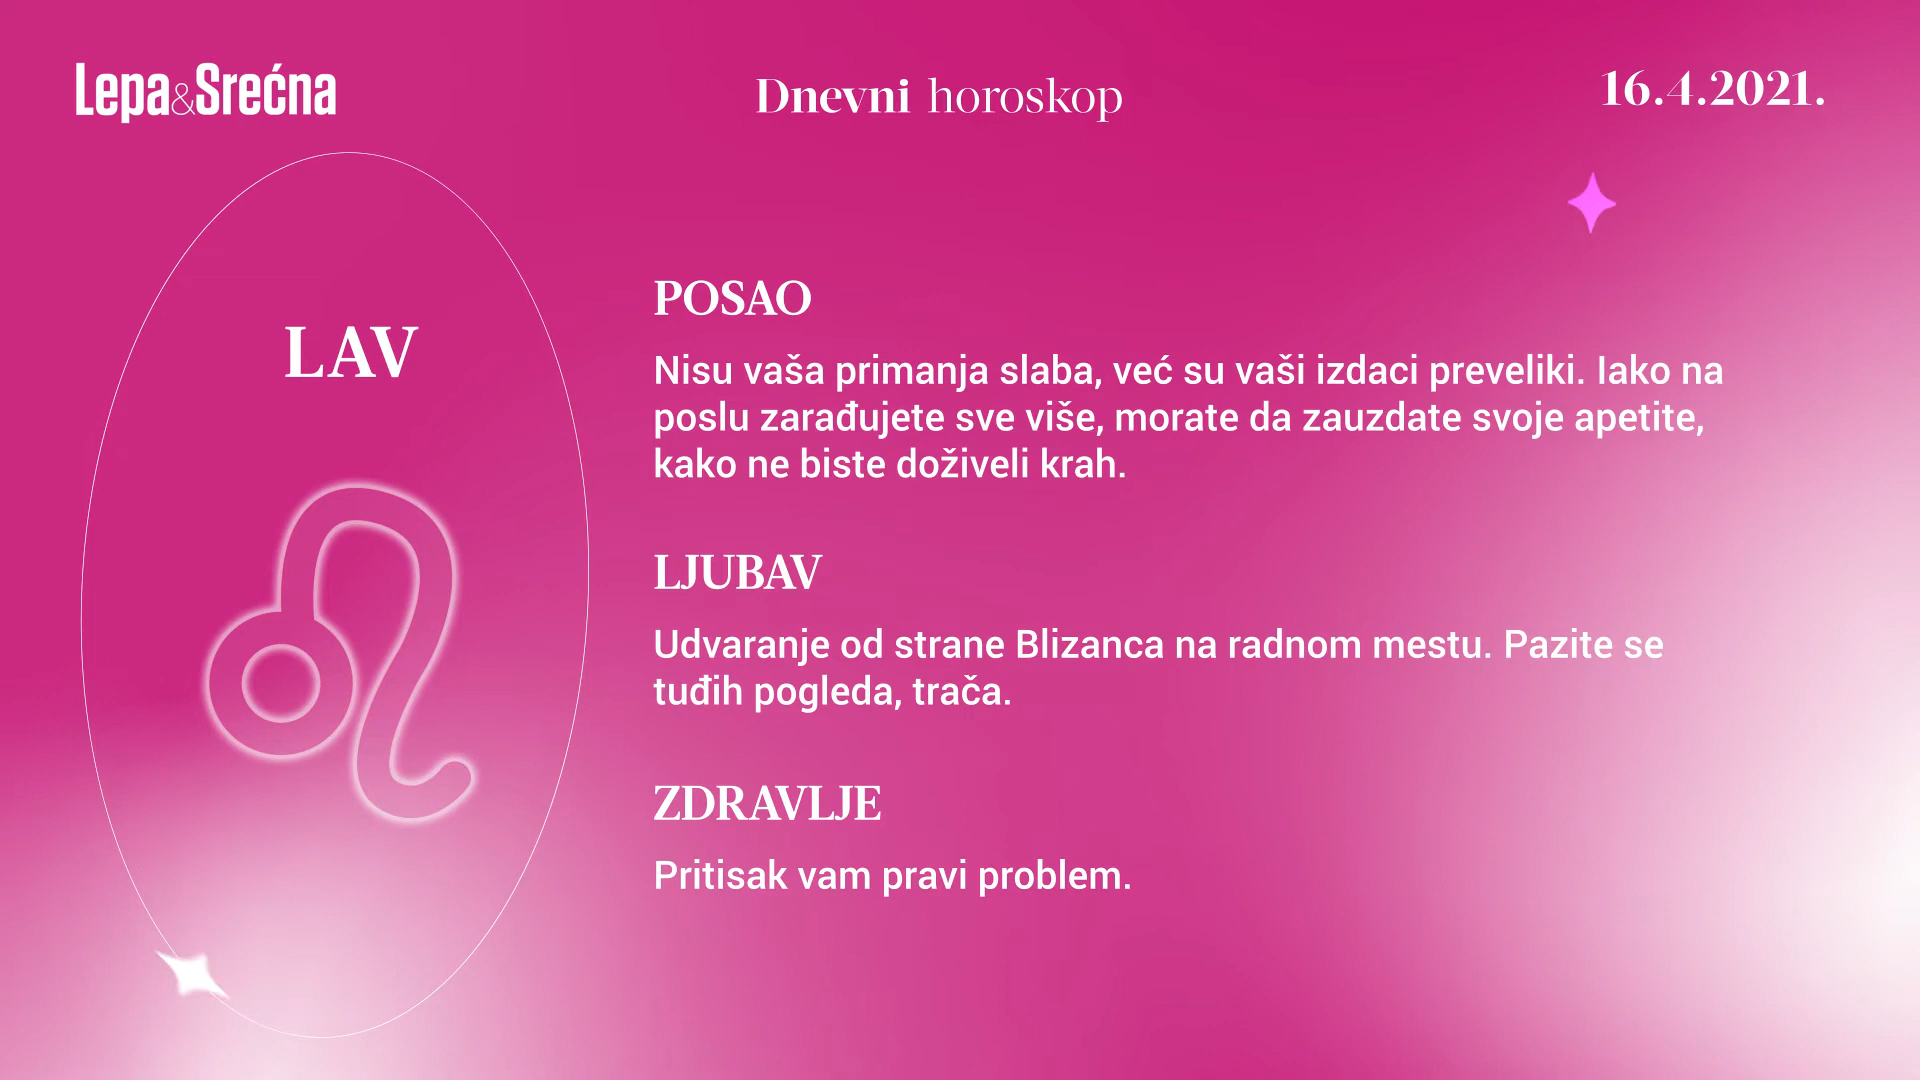 Lepa&Srećna
Dnevni horoskop
16.4.2021.
LAV
POSAO
Nisu vaša primanja slaba, već su vaši izdaci preveliki. Iako na
poslu zarađujete sve više, morate da zauzdate svoje apetite,
kako ne biste doživeli krah.
LJUBAV
Udvaranje od strane Blizanca na radnom mestu. Pazite se
tuđih pogleda, trača.
ZDRAVLJE
Pritisak vam pravi problem.